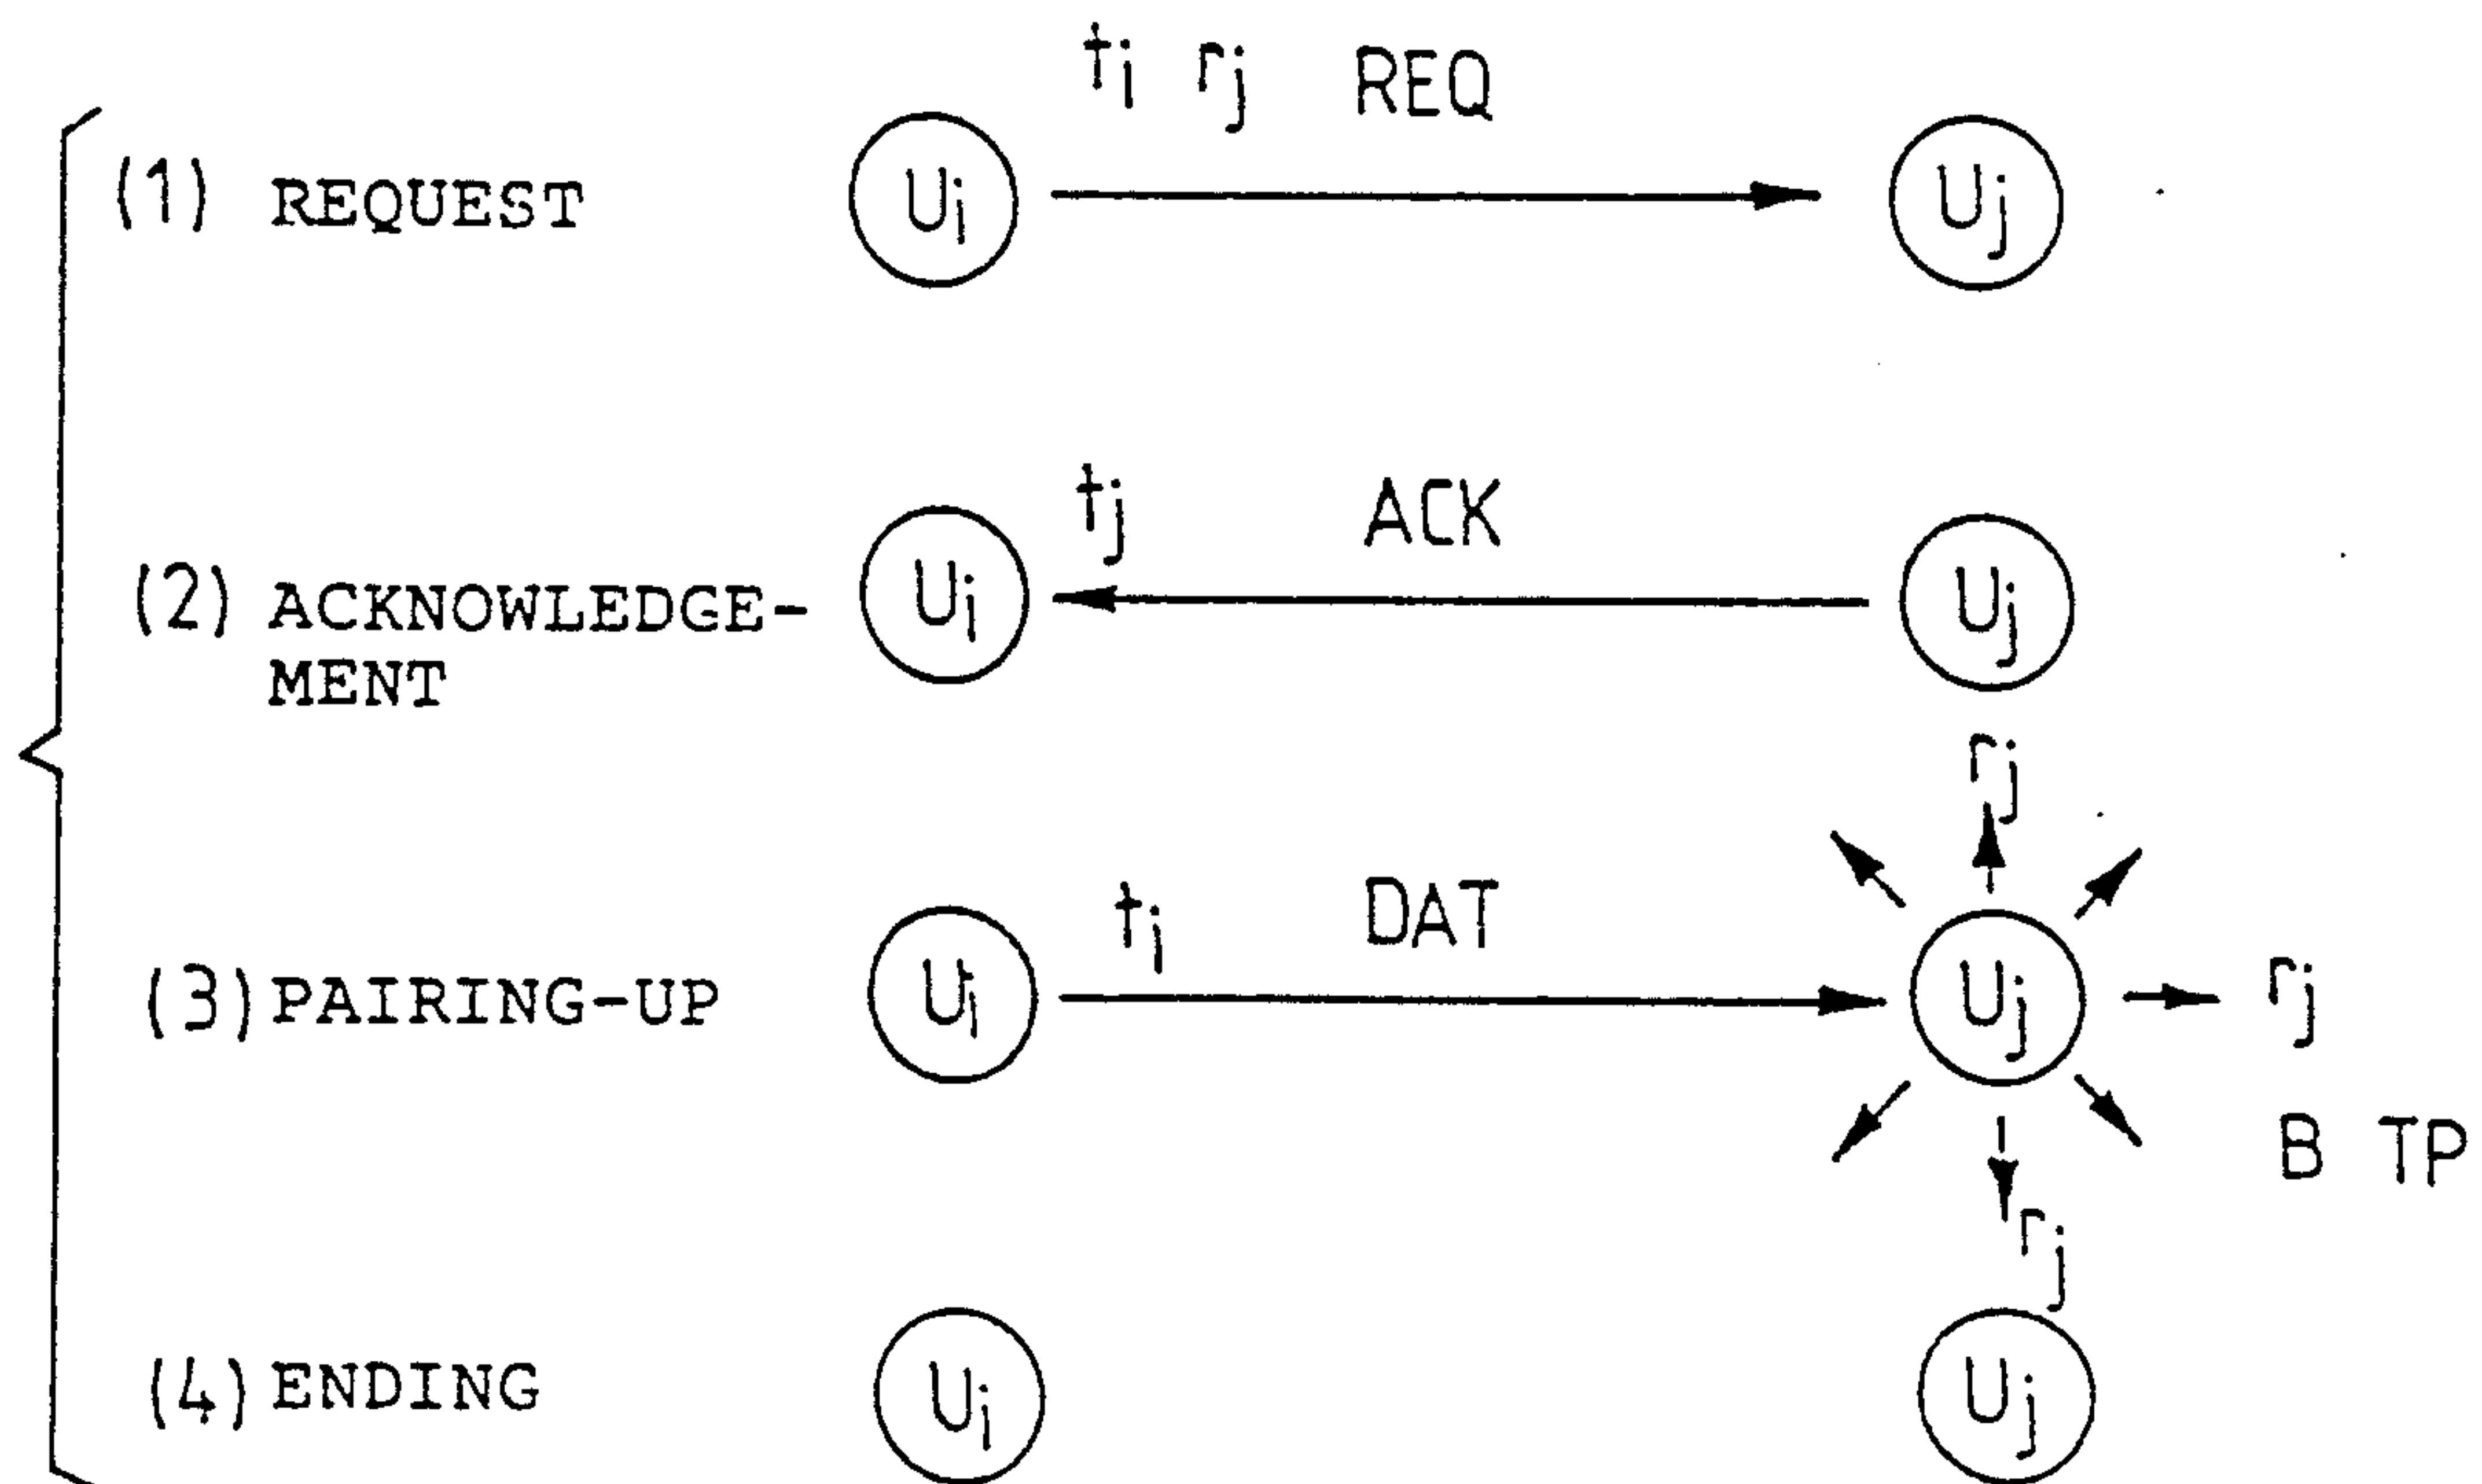 ti rj REQ
(1) REQUEST Ui Uj
tj ACK
(2) ACKNOWLEDGE- Ui Uj
MENT
rj
ti DAT
(3) PAIRING-UP Ui Uj rj
B TP
rj
(4) ENDING Ui Uj